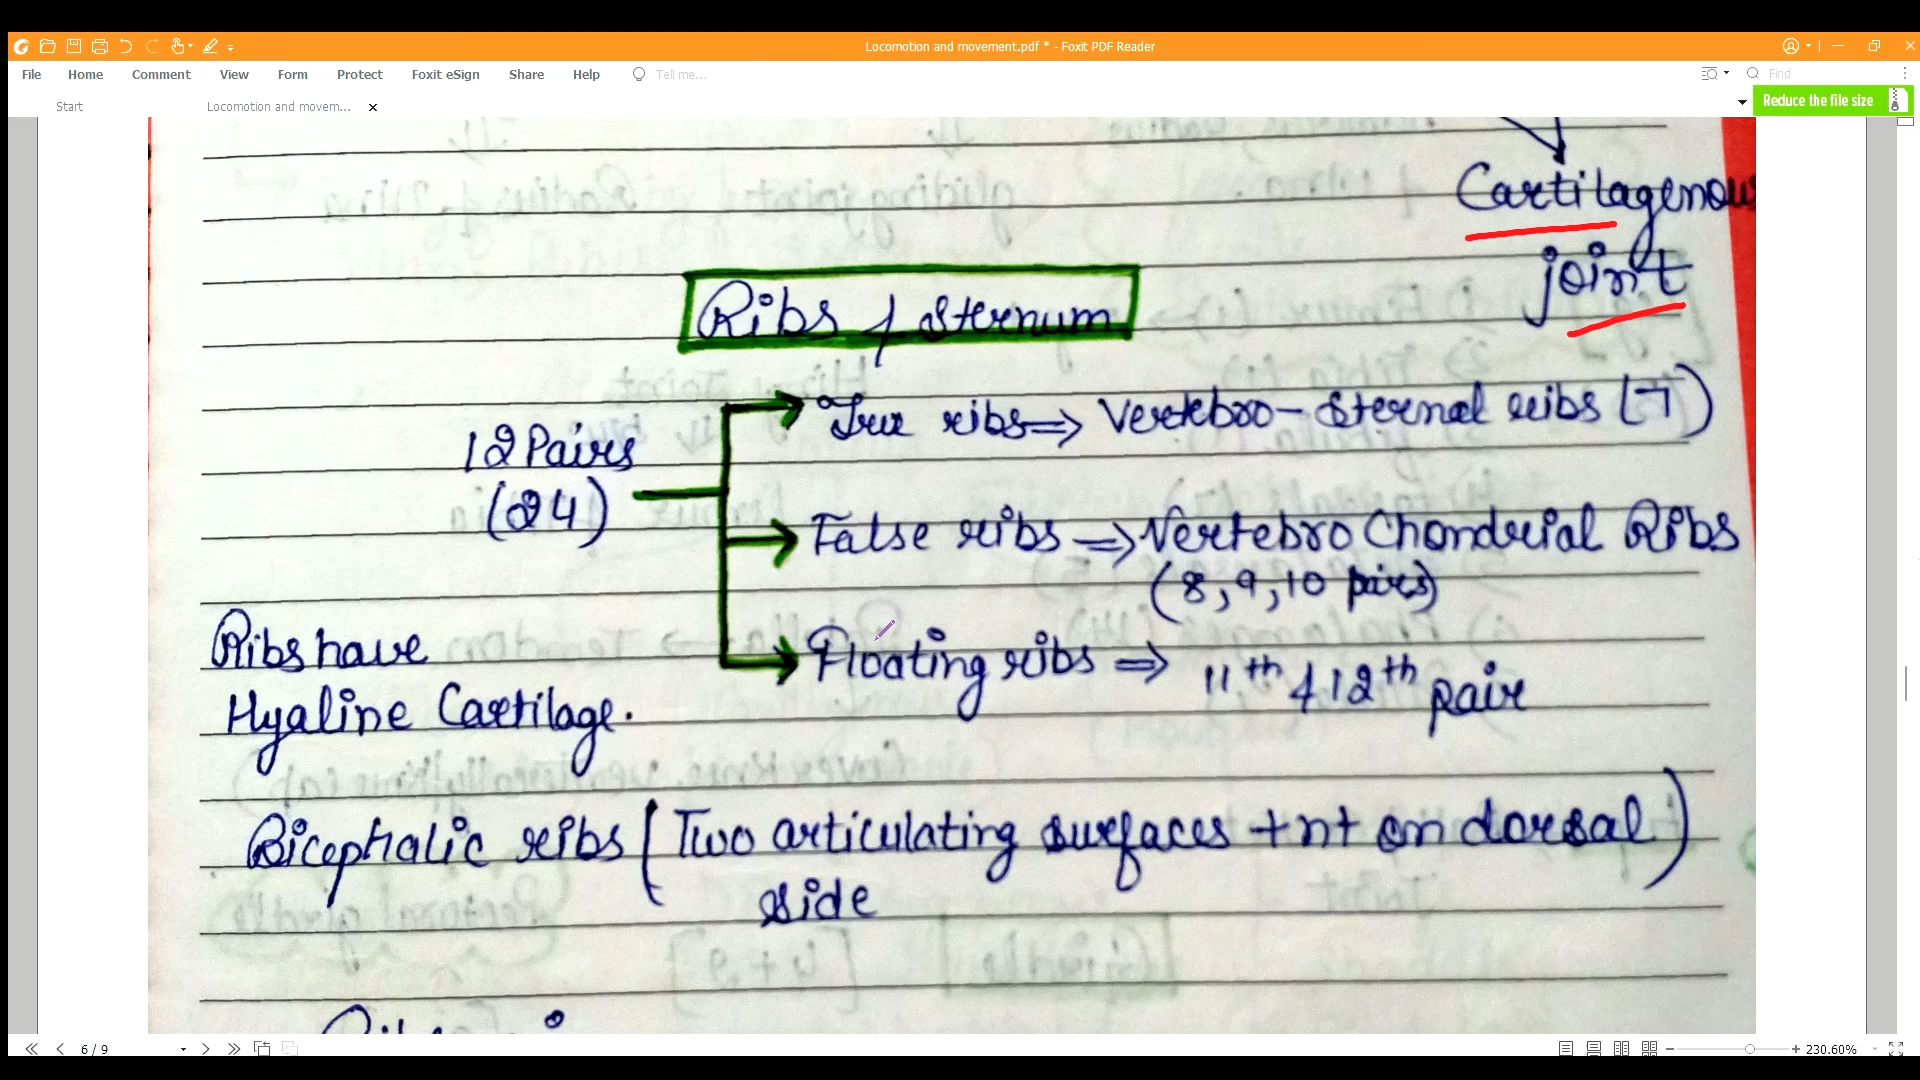 Locomotion and movement.pdf * - Foxit PDF Reader
File Home Comment View Form Protect Foxit eSign Share Help Tell me... Find
Start Locomotion and movem... Reduce the file size
Cartilagenous
joint
Ribs & Sternum
True ribs ⇒ Vertebro-Sternal ribs (7)
12 Pairs
(24)
False ribs ⇒ Vertebro Chondrial Ribs
(8, 9, 10 pairs)
Floating ribs ⇒ 11th & 12th pair
Ribs have
Hyaline Cartilage.
Bicephalic ribs (Two articulating surfaces +nt on dorsal
side)
6 / 9 230.60%